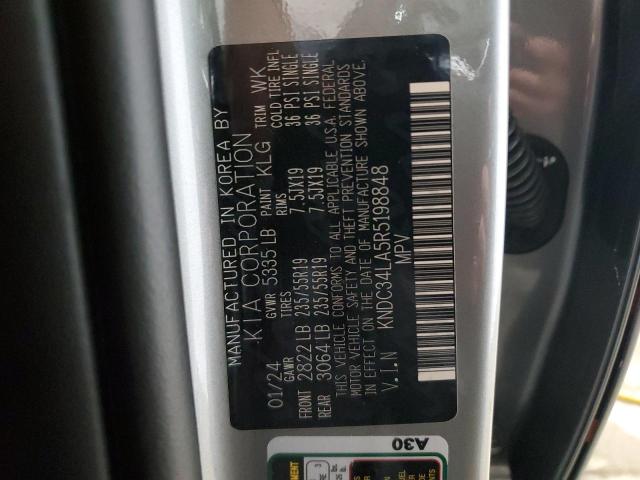 MANUFACTURED IN KOREA BY
KIA CORPORATION
01/24 GVWR 5335 LB PAINT KLG TRIM WK
GAWR TIRES RIMS COLD TIRE INFL
FRONT 2822 LB 235/55R19 7.5JX19 36 PSI SINGLE
REAR 3064 LB 235/55R19 7.5JX19 36 PSI SINGLE
THIS VEHICLE CONFORMS TO ALL APPLICABLE U.S.A. FEDERAL
MOTOR VEHICLE SAFETY AND THEFT PREVENTION STANDARDS
IN EFFECT ON THE DATE OF MANUFACTURE SHOWN ABOVE.
V.I.N KNDC34LA5R5198848
MPV
A30